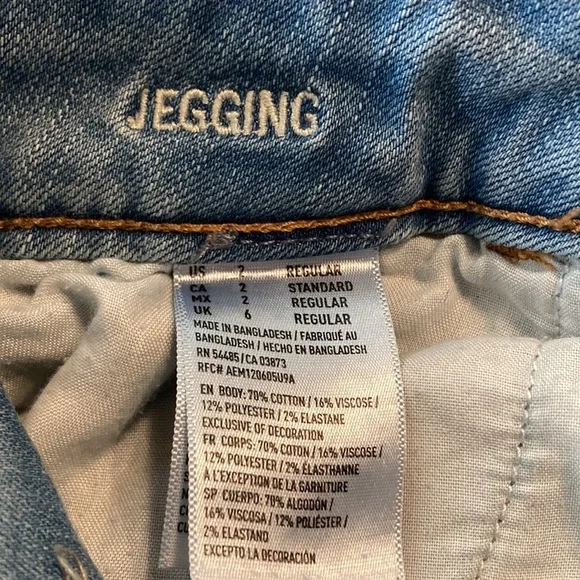 JEGGING
US 2 REGULAR
CA 2 STANDARD
MX 2 REGULAR
UK 6 REGULAR
MADE IN BANGLADESH / FABRIQUÉ AU
BANGLADESH / HECHO EN BANGLADESH
RN 54485 / CA 03873
RFC# AEM120605U9A
EN BODY: 70% COTTON / 16% VISCOSE /
12% POLYESTER / 2% ELASTANE
EXCLUSIVE OF DECORATION
FR CORPS: 70% COTON / 16% VISCOSE /
12% POLYESTER / 2% ÉLASTHANNE
À L'EXCEPTION DE LA GARNITURE
SP CUERPO: 70% ALGODÓN /
16% VISCOSA / 12% POLIÉSTER /
2% ELASTANO
EXCEPTO LA DECORACIÓN